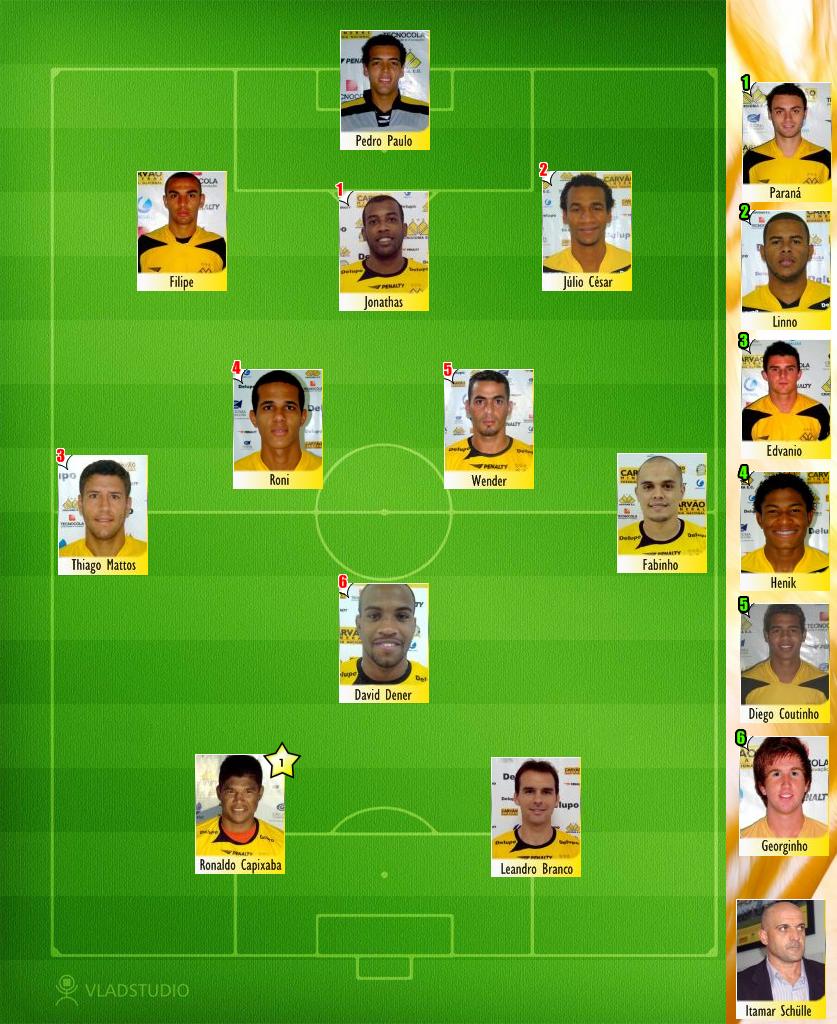 Pedro Paulo
Filipe
1
Jonathas
2
Júlio César
4
Roni
5
Wender
3
Thiago Mattos
Fabinho
6
David Dener
1
Ronaldo Capixaba
Leandro Branco
VLADSTUDIO
1
Paraná
2
Linno
3
Edvanio
4
Henik
5
Diego Coutinho
6
Georginho
Itamar Schülle